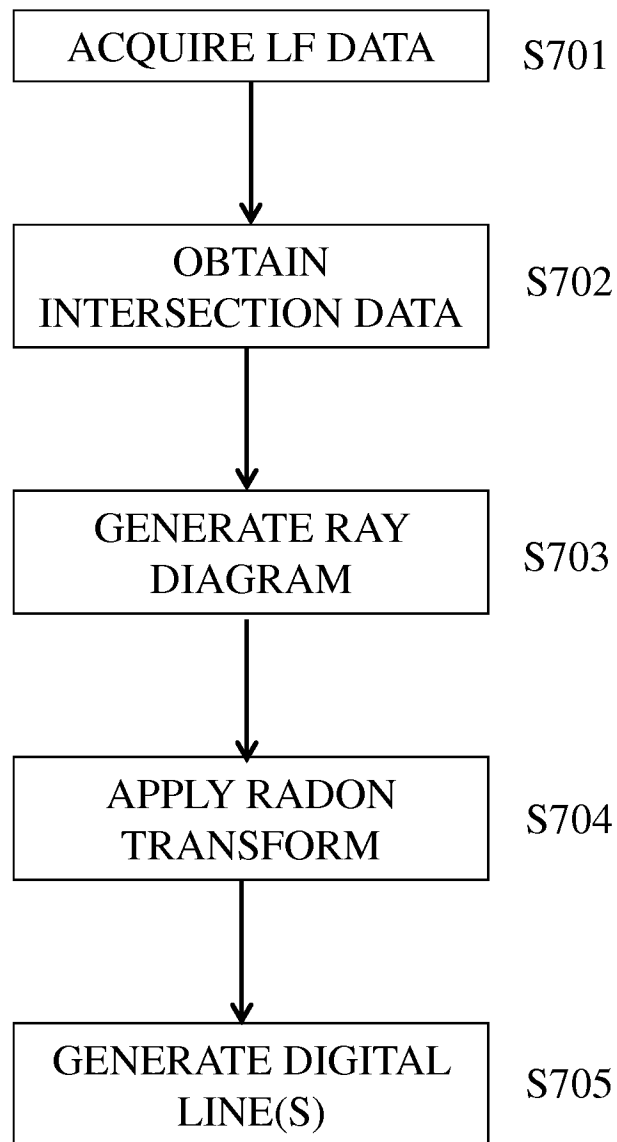 ACQUIRE LF DATA
S701
OBTAIN
INTERSECTION DATA
S702
GENERATE RAY
DIAGRAM
S703
APPLY RADON
TRANSFORM
S704
GENERATE DIGITAL
LINE(S)
S705